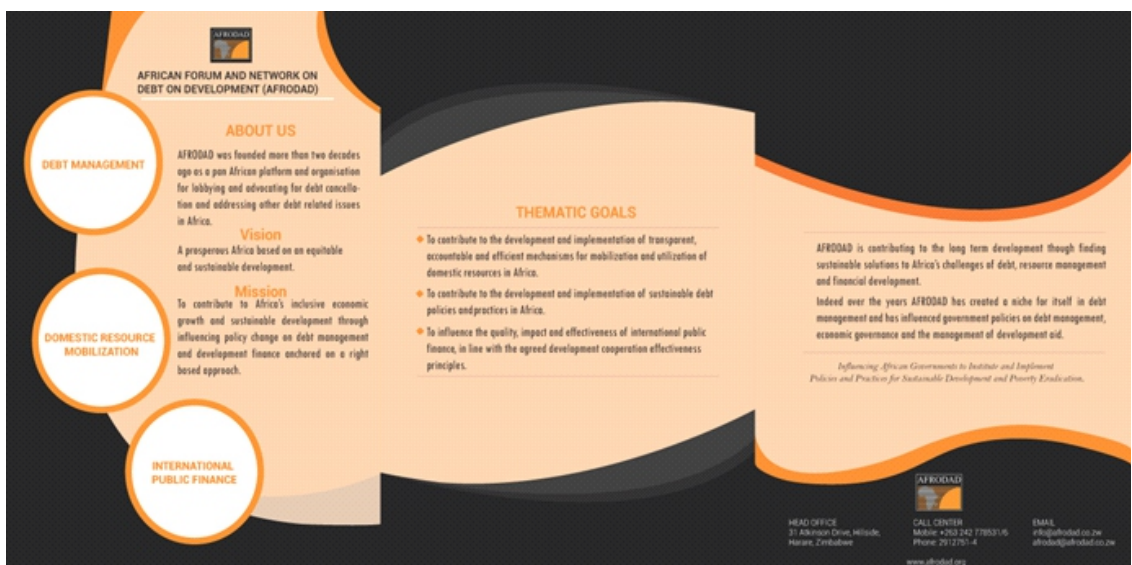 AFRODAD
AFRICAN FORUM AND NETWORK ON
DEBT ON DEVELOPMENT (AFRODAD)
DEBT MANAGEMENT
DOMESTIC RESOURCE
MOBILIZATION
INTERNATIONAL
PUBLIC FINANCE
ABOUT US
AFRODAD was founded more than two decades
ago as a pan African platform and organisation
for lobbying and advocating for debt cancella-
tion and addressing other debt related issues
in Africa.
Vision
A prosperous Africa based on an equitable
and sustainable development.
Mission
To contribute to Africa's inclusive economic
growth and sustainable development through
influencing policy change on debt management
and development finance anchored on a right
based approach.
THEMATIC GOALS
To contribute to the development and implementation of transparent,
accountable and efficient mechanisms for mobilization and utilization of
domestic resources in Africa.
To contribute to the development and implementation of sustainable debt
policies andpractices in Africa.
To influence the quality, impact and effectiveness of international public
finance, in line with the agreed development cooperation effectiveness
principles.
AFRODAD is contributing to the long term development though finding
sustainable solutions to Africa's challenges of debt, resource management
and financial development.
Indeed over the years AFRODAD has created a niche for itself in debt
management and has influenced government policies on debt management,
economic governance and the management of development aid.
Influencing African Governments to Institute and Implement
Policies and Practices for Sustainable Development and Poverty Eradication.
AFRODAD
HEAD OFFICE
31 Atkinson Drive, Hillside,
Harare, Zimbabwe
CALL CENTER
Mobile: +263 242 778531/6
Phone: 2912751-4
EMAIL
info@afrodad.co.zw
afrodad@afrodad.co.zw
www.afrodad.org